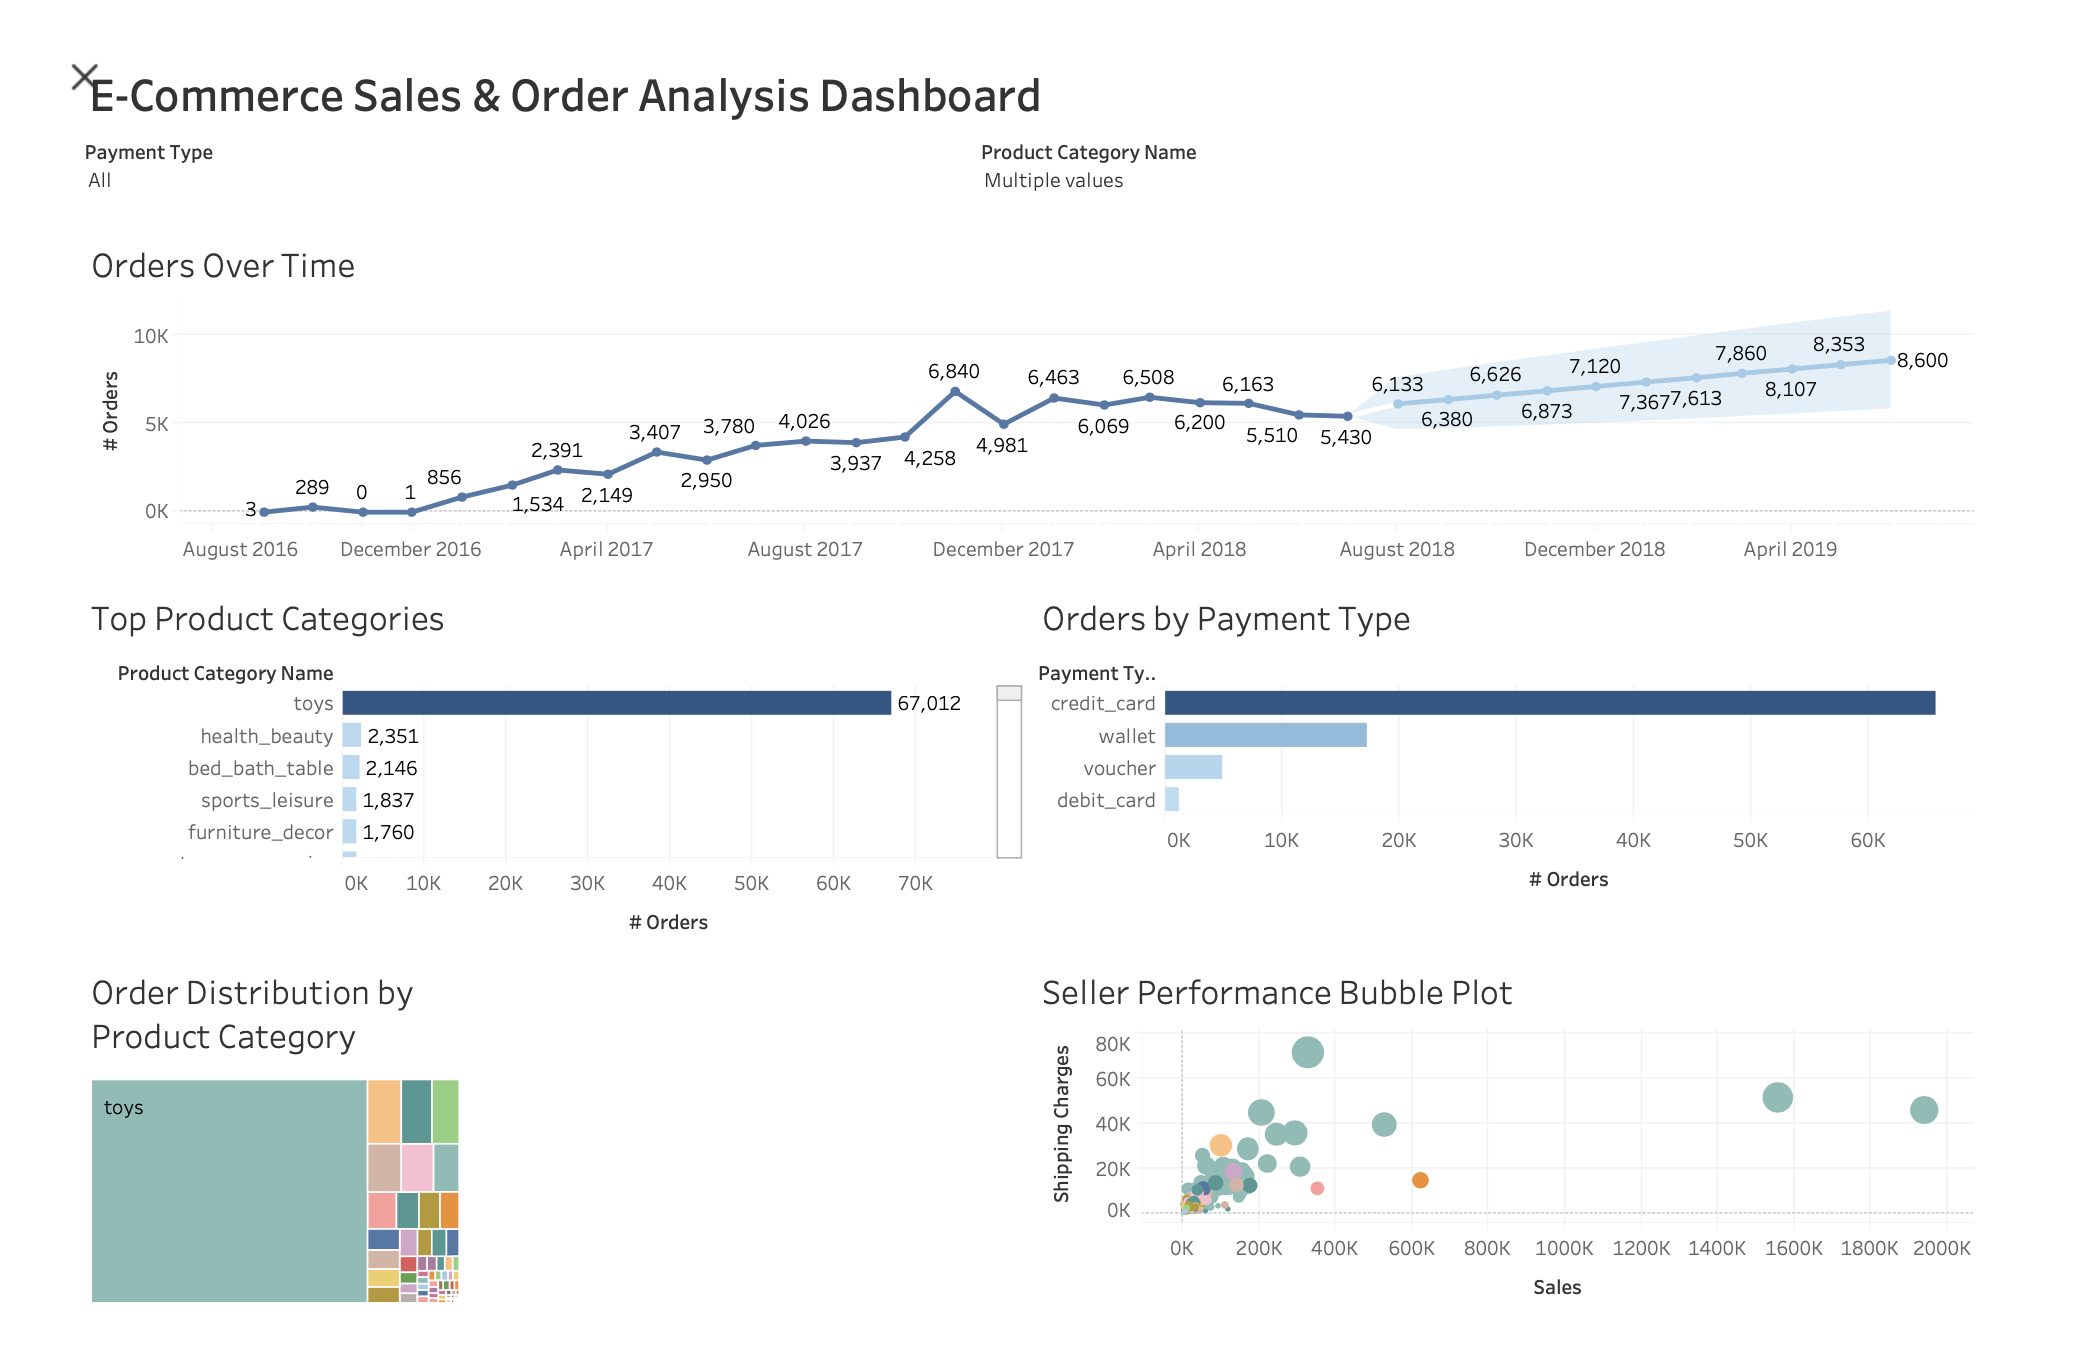 E-Commerce Sales & Order Analysis Dashboard
Payment Type
All
Product Category Name
Multiple values
Orders Over Time
# Orders
10K
5K
0K
3
289
0
1
856
1,534
2,391
2,149
3,407
2,950
3,780
4,026
3,937
4,258
6,840
4,981
6,463
6,069
6,508
6,200
6,163
5,510
5,430
6,133
6,380
6,626
6,873
7,120
7,367
7,613
7,860
8,107
8,353
8,600
August 2016
December 2016
April 2017
August 2017
December 2017
April 2018
August 2018
December 2018
April 2019
Top Product Categories
Product Category Name
toys 67,012
health_beauty 2,351
bed_bath_table 2,146
sports_leisure 1,837
furniture_decor 1,760
0K 10K 20K 30K 40K 50K 60K 70K
# Orders
Orders by Payment Type
Payment Ty..
credit_card
wallet
voucher
debit_card
0K 10K 20K 30K 40K 50K 60K
# Orders
Order Distribution by
Product Category
toys
Seller Performance Bubble Plot
Shipping Charges
80K
60K
40K
20K
0K
0K 200K 400K 600K 800K 1000K 1200K 1400K 1600K 1800K 2000K
Sales